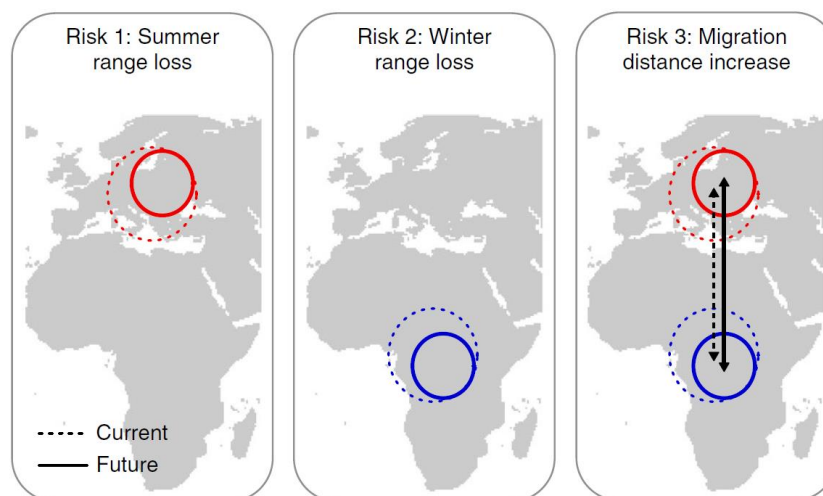 Risk 1: Summer
range loss
Risk 2: Winter
range loss
Risk 3: Migration
distance increase
Current
Future